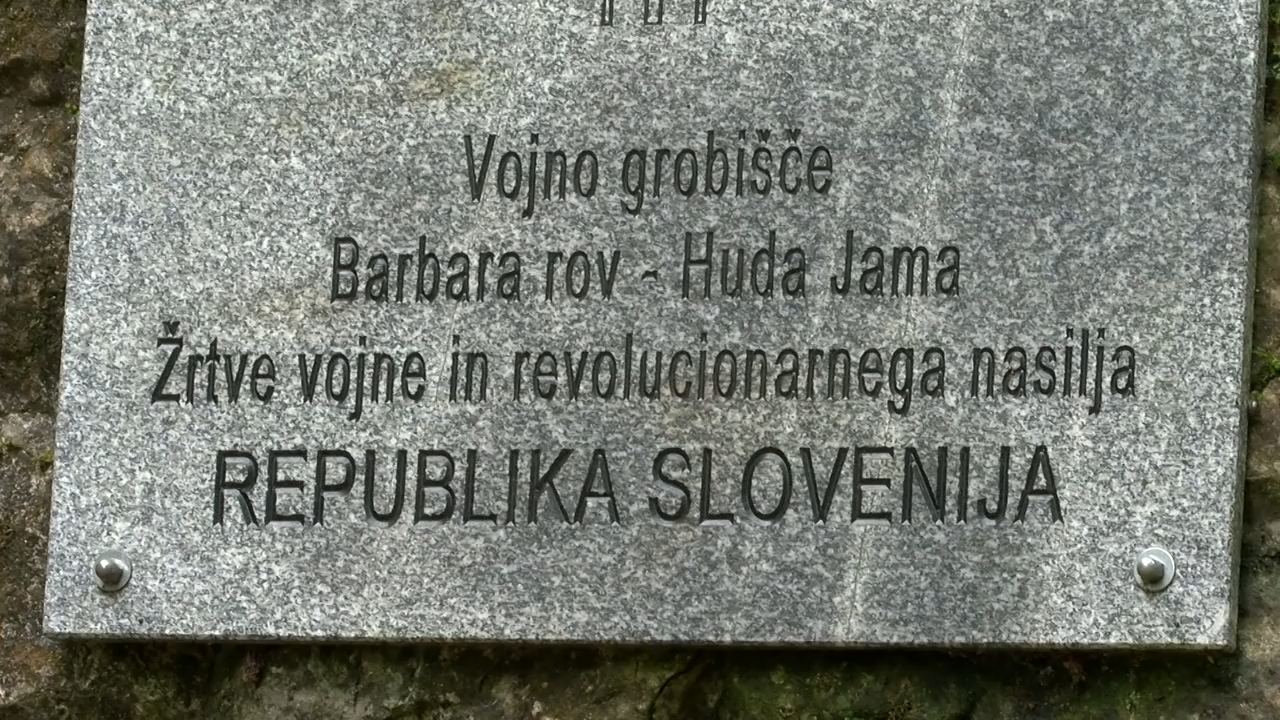 Vojno grobišče
Barbara rov - Huda Jama
Žrtve vojne in revolucionarnega nasilja
REPUBLIKA SLOVENIJA